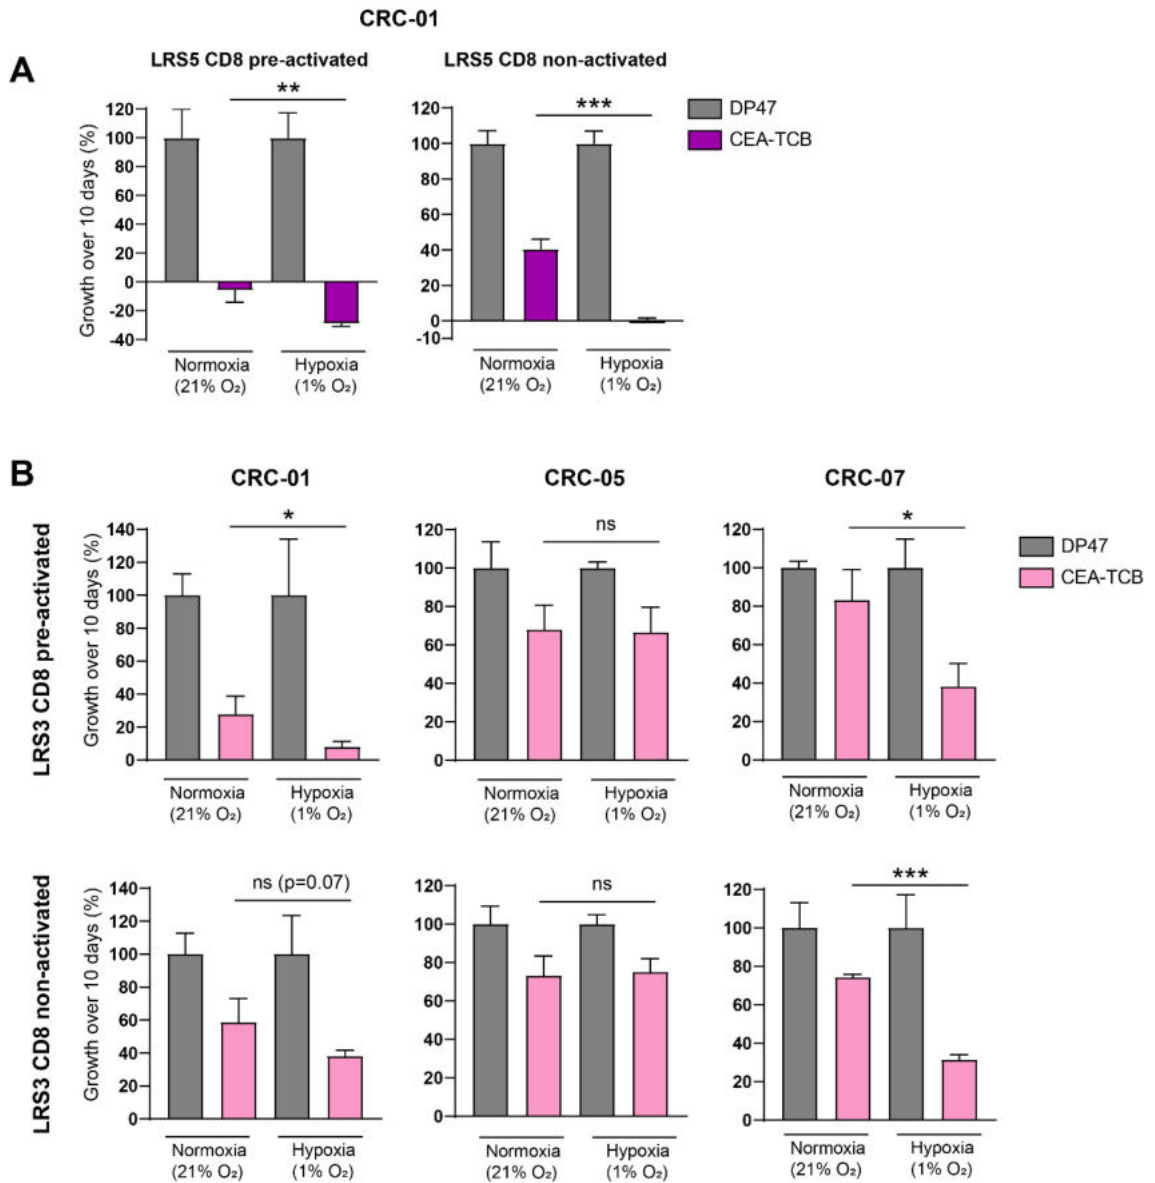 CRC-01
A
LRS5 CD8 pre-activated
LRS5 CD8 non-activated
**
***
DP47
CEA-TCB
Growth over 10 days (%)
120
100
80
60
40
20
0
-20
-40
120
100
80
60
40
20
0
-10
Normoxia
(21% O₂)
Hypoxia
(1% O₂)
Normoxia
(21% O₂)
Hypoxia
(1% O₂)
B
CRC-01
CRC-05
CRC-07
LRS3 CD8 pre-activated
Growth over 10 days (%)
*
ns
*
DP47
CEA-TCB
140
120
100
80
60
40
20
0
120
100
80
60
40
20
0
120
100
80
60
40
20
0
Normoxia
(21% O₂)
Hypoxia
(1% O₂)
Normoxia
(21% O₂)
Hypoxia
(1% O₂)
Normoxia
(21% O₂)
Hypoxia
(1% O₂)
LRS3 CD8 non-activated
Growth over 10 days (%)
ns (p=0.07)
ns
***
140
120
100
80
60
40
20
0
120
100
80
60
40
20
0
120
100
80
60
40
20
0
Normoxia
(21% O₂)
Hypoxia
(1% O₂)
Normoxia
(21% O₂)
Hypoxia
(1% O₂)
Normoxia
(21% O₂)
Hypoxia
(1% O₂)